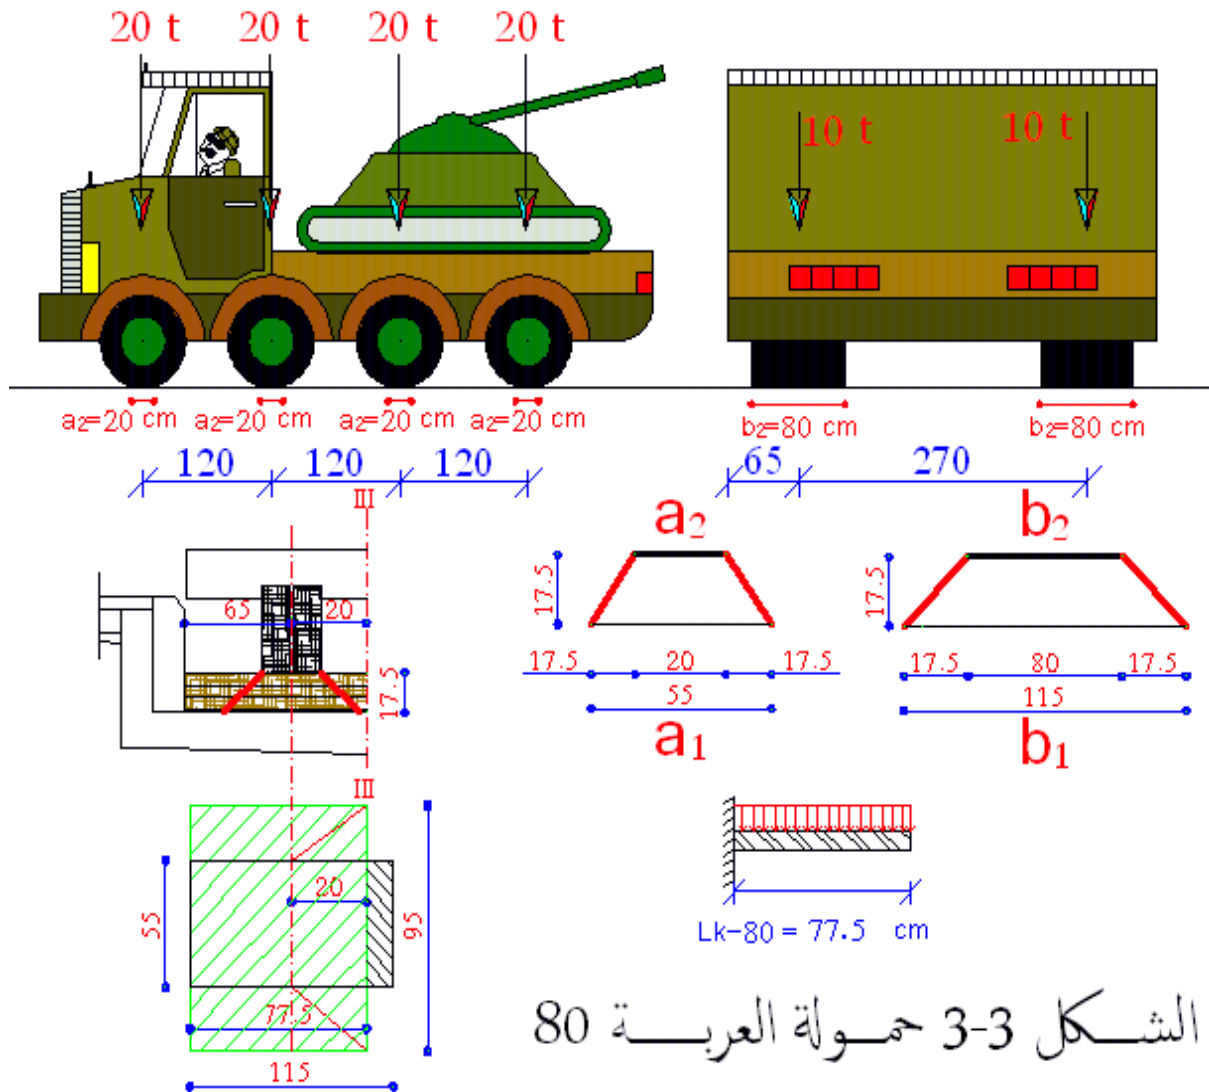 20 t 20 t 20 t 20 t
10 t 10 t
a2=20 cm a2=20 cm a2=20 cm a2=20 cm
b2=80 cm b2=80 cm
120 120 120
65 270
III
a2
b2
17.5
17.5
65 20
17.5
17.5 20 17.5
55
a1
17.5 80 17.5
115
b1
III
20
55
95
77.5
115
Lk-80 = 77.5 cm
الشكل 3-3 حمولة العربة 80